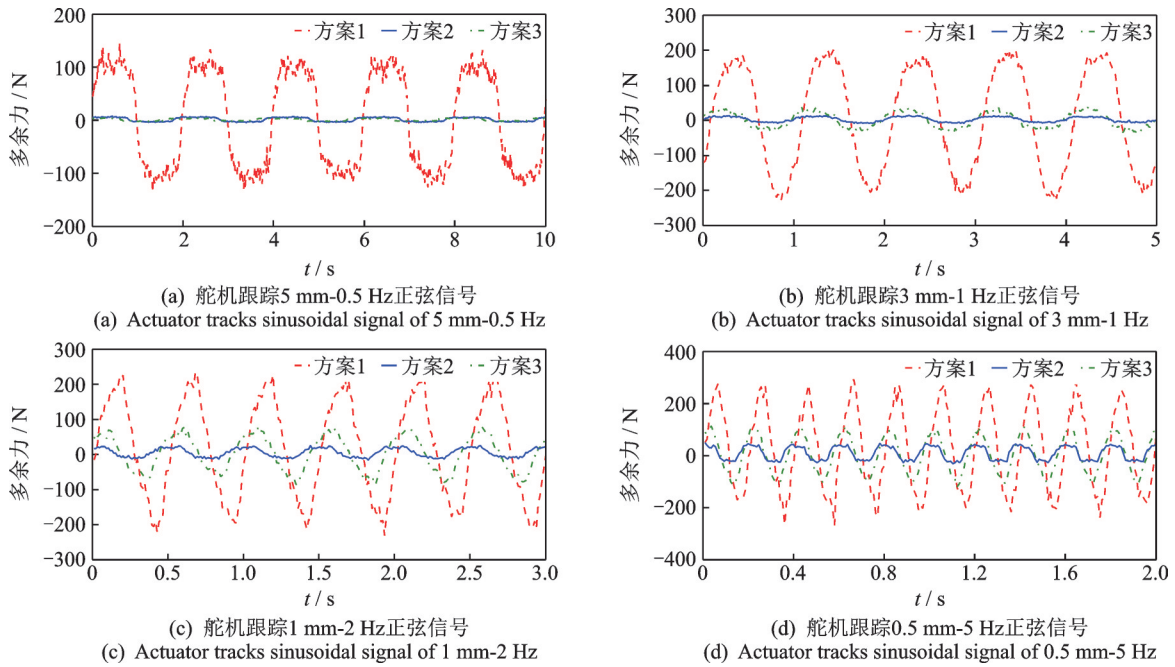 200
100
0
−100
−200
多余力 / N
方案1 方案2 方案3
0 2 4 6 8 10
t / s
(a) 舵机跟踪5 mm-0.5 Hz正弦信号
(a) Actuator tracks sinusoidal signal of 5 mm-0.5 Hz
300
200
100
0
−100
−200
−300
多余力 / N
方案1 方案2 方案3
0 1 2 3 4 5
t / s
(b) 舵机跟踪3 mm-1 Hz正弦信号
(b) Actuator tracks sinusoidal signal of 3 mm-1 Hz
300
200
100
0
−100
−200
−300
多余力 / N
方案1 方案2 方案3
0 0.5 1.0 1.5 2.0 2.5 3.0
t / s
(c) 舵机跟踪1 mm-2 Hz正弦信号
(c) Actuator tracks sinusoidal signal of 1 mm-2 Hz
400
200
0
−200
−400
多余力 / N
方案1 方案2 方案3
0 0.4 0.8 1.2 1.6 2.0
t / s
(d) 舵机跟踪0.5 mm-5 Hz正弦信号
(d) Actuator tracks sinusoidal signal of 0.5 mm-5 Hz